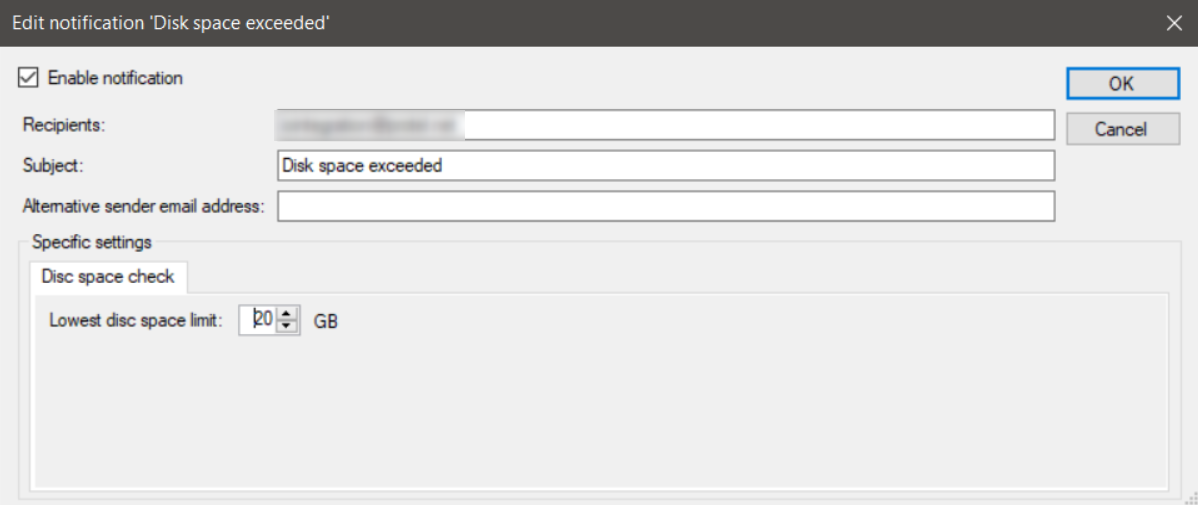 Edit notification 'Disk space exceeded'
Enable notification
OK
Recipients:
Cancel
Subject: Disk space exceeded
Alternative sender email address:
Specific settings
Disc space check
Lowest disc space limit: 20 GB